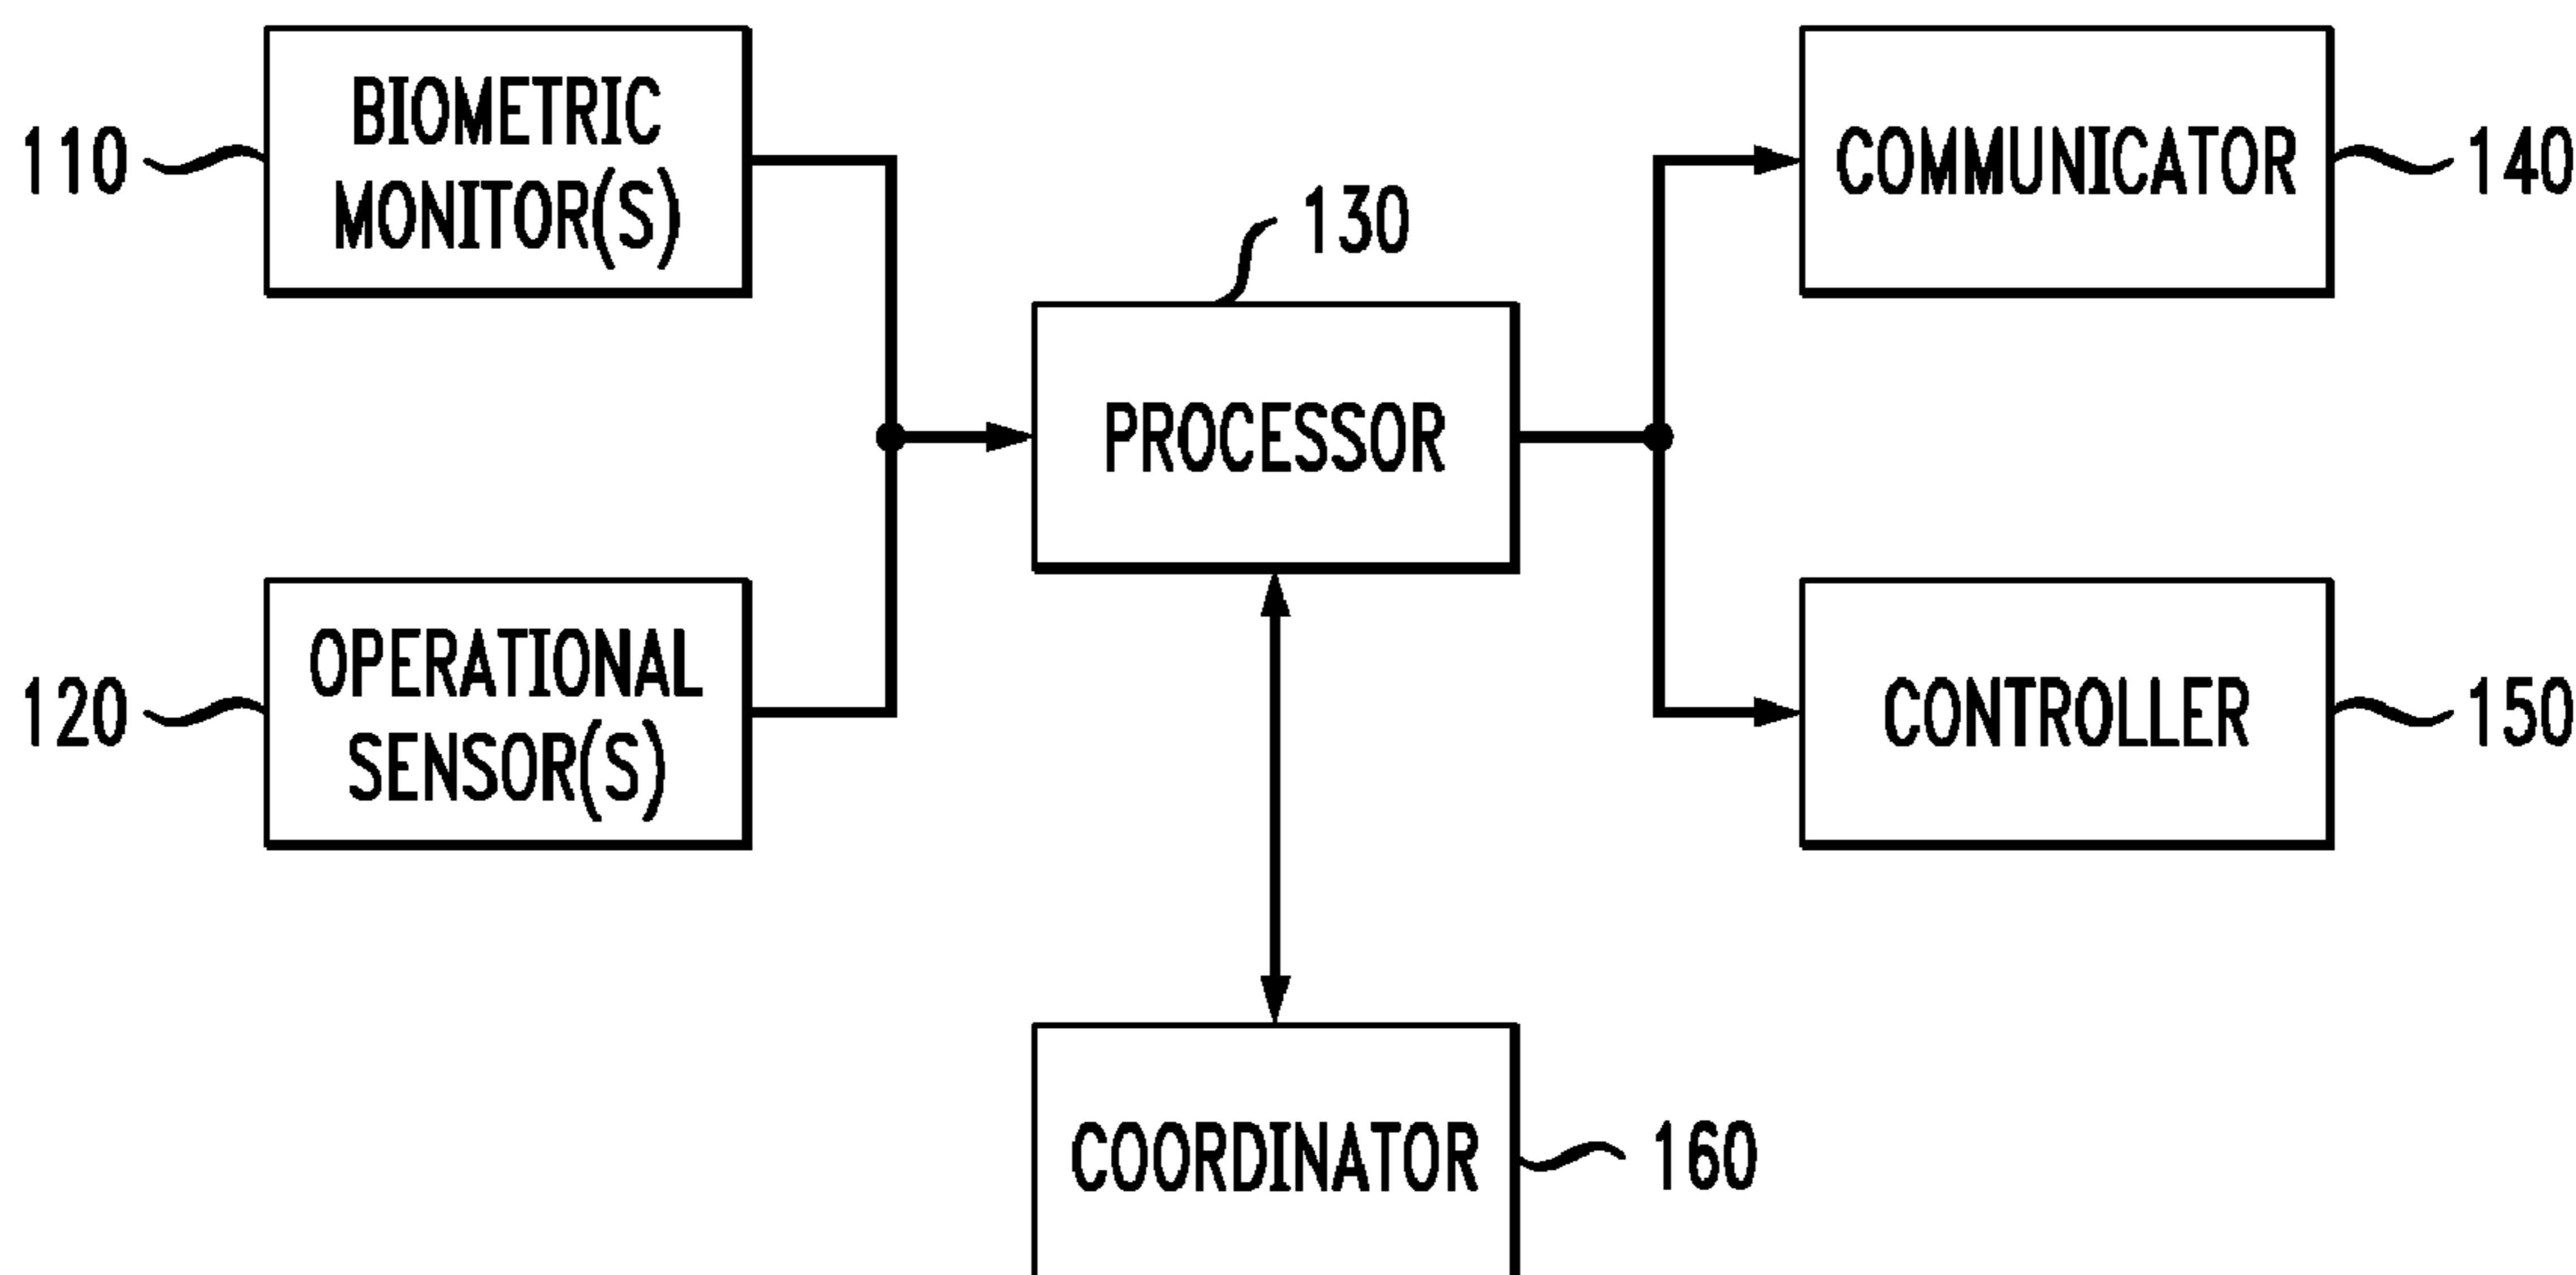 110
BIOMETRIC
MONITOR(S)
120
OPERATIONAL
SENSOR(S)
130
PROCESSOR
COMMUNICATOR
140
CONTROLLER
150
COORDINATOR
160